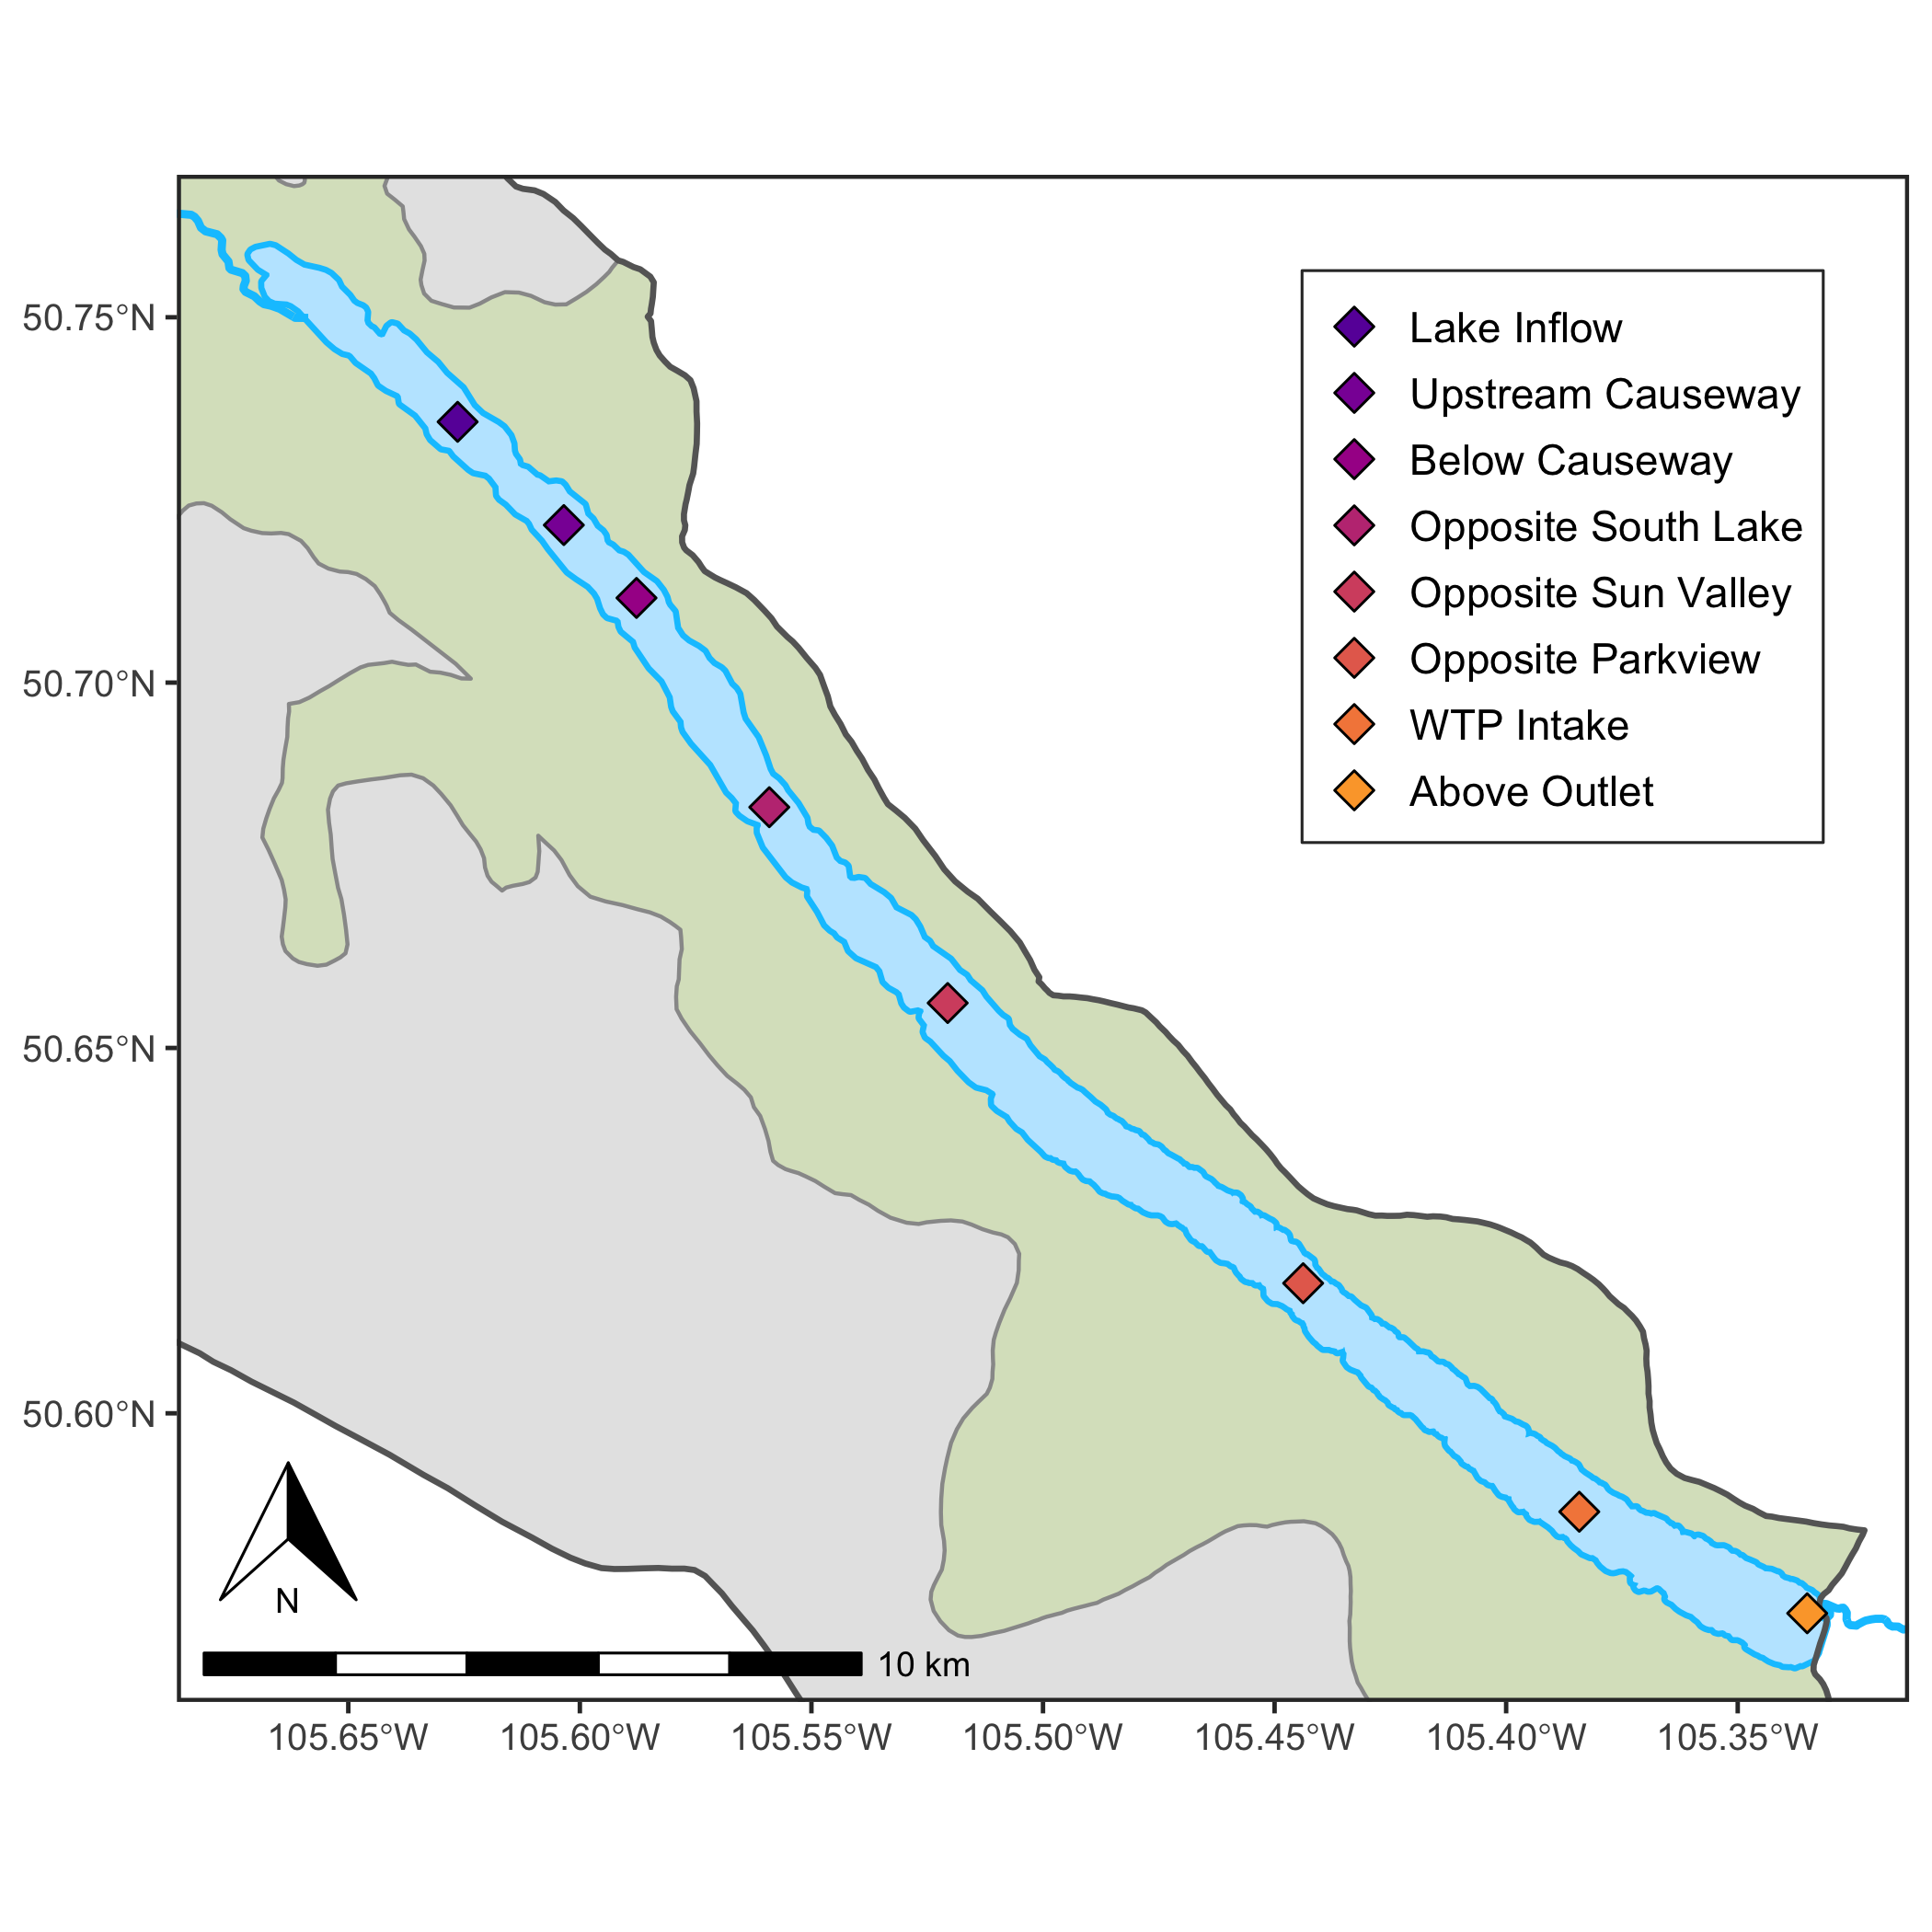 Lake Inflow
Upstream Causeway
Below Causeway
Opposite South Lake
Opposite Sun Valley
Opposite Parkview
WTP Intake
Above Outlet
50.75°N
50.70°N
50.65°N
50.60°N
N
10 km
105.65°W 105.60°W 105.55°W 105.50°W 105.45°W 105.40°W 105.35°W